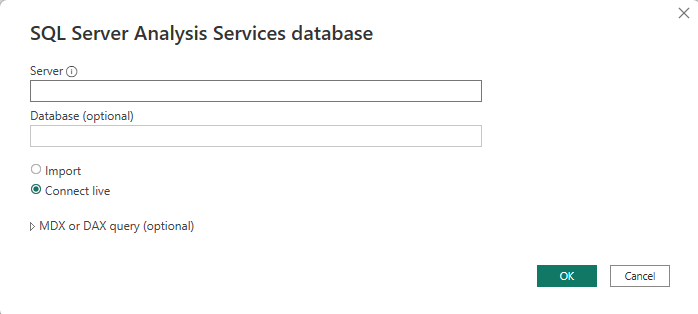 SQL Server Analysis Services database
Server
Database (optional)
Import
Connect live
MDX or DAX query (optional)
OK
Cancel